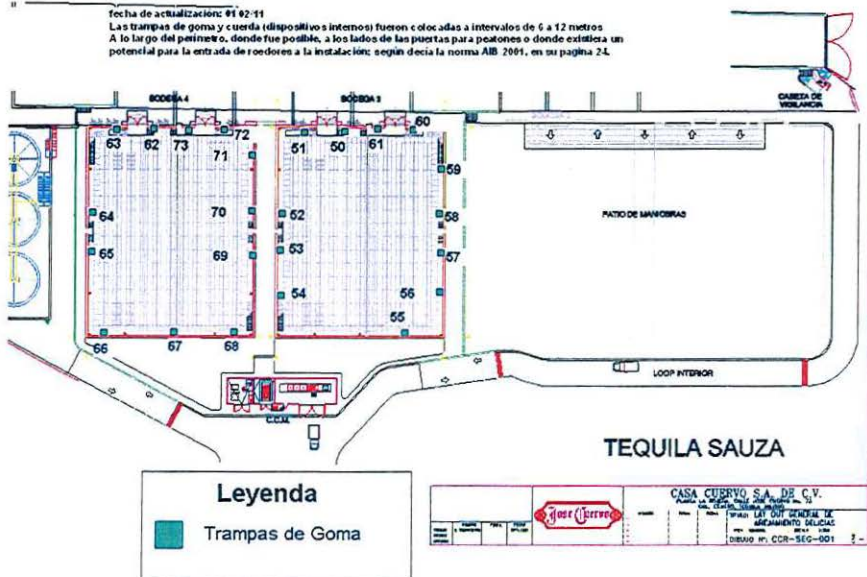 fecha de actualización: 01 02-11
Las trampas de goma y cuerda (dispositivos internos) fueron colocadas a intervalos de 6 a 12 metros
A lo largo del perímetro, donde fue posible, a los lados de las puertas para peatones o donde existiera un
potencial para la entrada de roedores a la instalación; según decía la norma AIB 2001, en su pagina 24.
BODEGA 4
BODEGA 3
CASETA DE
VIGILANCIA
63
62
73
72
51
50
61
60
71
59
64
70
52
58
65
69
53
57
54
56
55
66
67
68
PATIO DE MANIOBRAS
LOOP INTERIOR
C.C.M.
TEQUILA SAUZA
Leyenda
Trampas de Goma
Jose Cuervo
CASA CUERVO S.A. DE C.V.
LAY OUT GENERAL DE
AÑEJAMIENTO DELICIAS
DIBUJO Nº: CCR-SEG-001